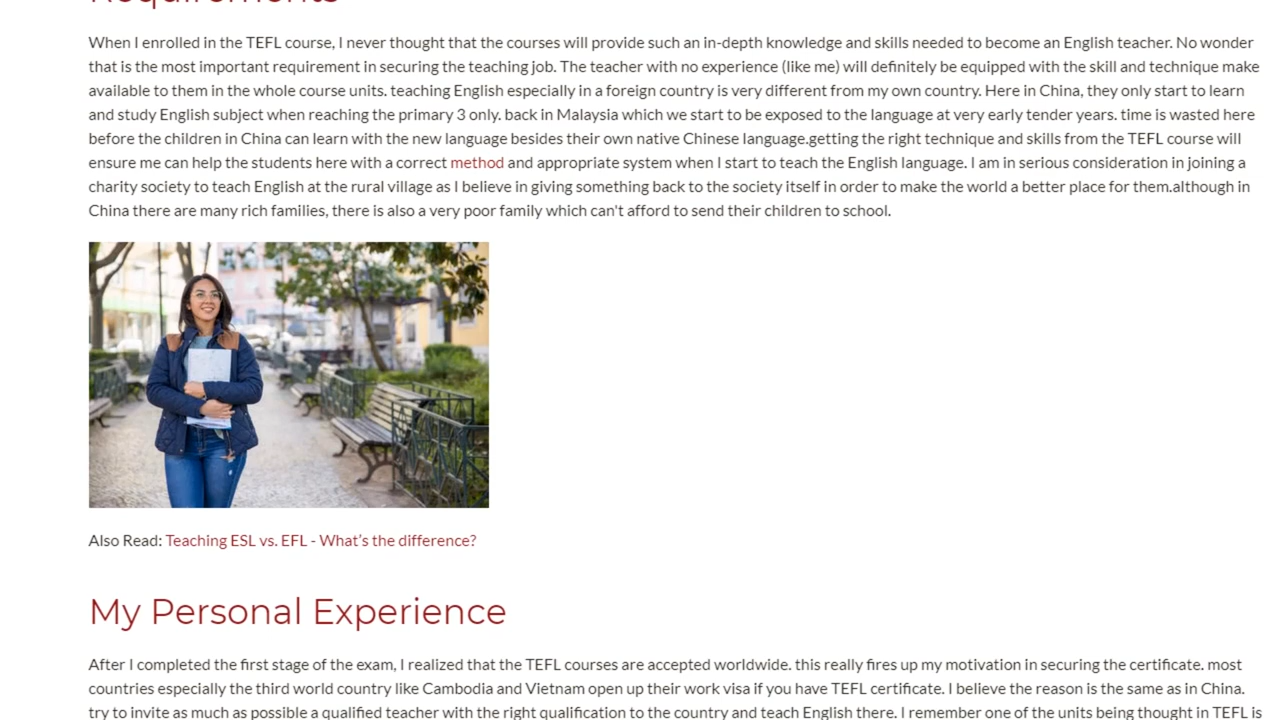 Requirements
When I enrolled in the TEFL course, I never thought that the courses will provide such an in-depth knowledge and skills needed to become an English teacher. No wonder
that is the most important requirement in securing the teaching job. The teacher with no experience (like me) will definitely be equipped with the skill and technique make
available to them in the whole course units. teaching English especially in a foreign country is very different from my own country. Here in China, they only start to learn
and study English subject when reaching the primary 3 only. back in Malaysia which we start to be exposed to the language at very early tender years. time is wasted here
before the children in China can learn with the new language besides their own native Chinese language.getting the right technique and skills from the TEFL course will
ensure me can help the students here with a correct method and appropriate system when I start to teach the English language. I am in serious consideration in joining a
charity society to teach English at the rural village as I believe in giving something back to the society itself in order to make the world a better place for them.although in
China there are many rich families, there is also a very poor family which can't afford to send their children to school.
Also Read: Teaching ESL vs. EFL - What's the difference?
My Personal Experience
After I completed the first stage of the exam, I realized that the TEFL courses are accepted worldwide. this really fires up my motivation in securing the certificate. most
countries especially the third world country like Cambodia and Vietnam open up their work visa if you have TEFL certificate. I believe the reason is the same as in China.
try to invite as much as possible a qualified teacher with the right qualification to the country and teach English there. I remember one of the units being thought in TEFL is